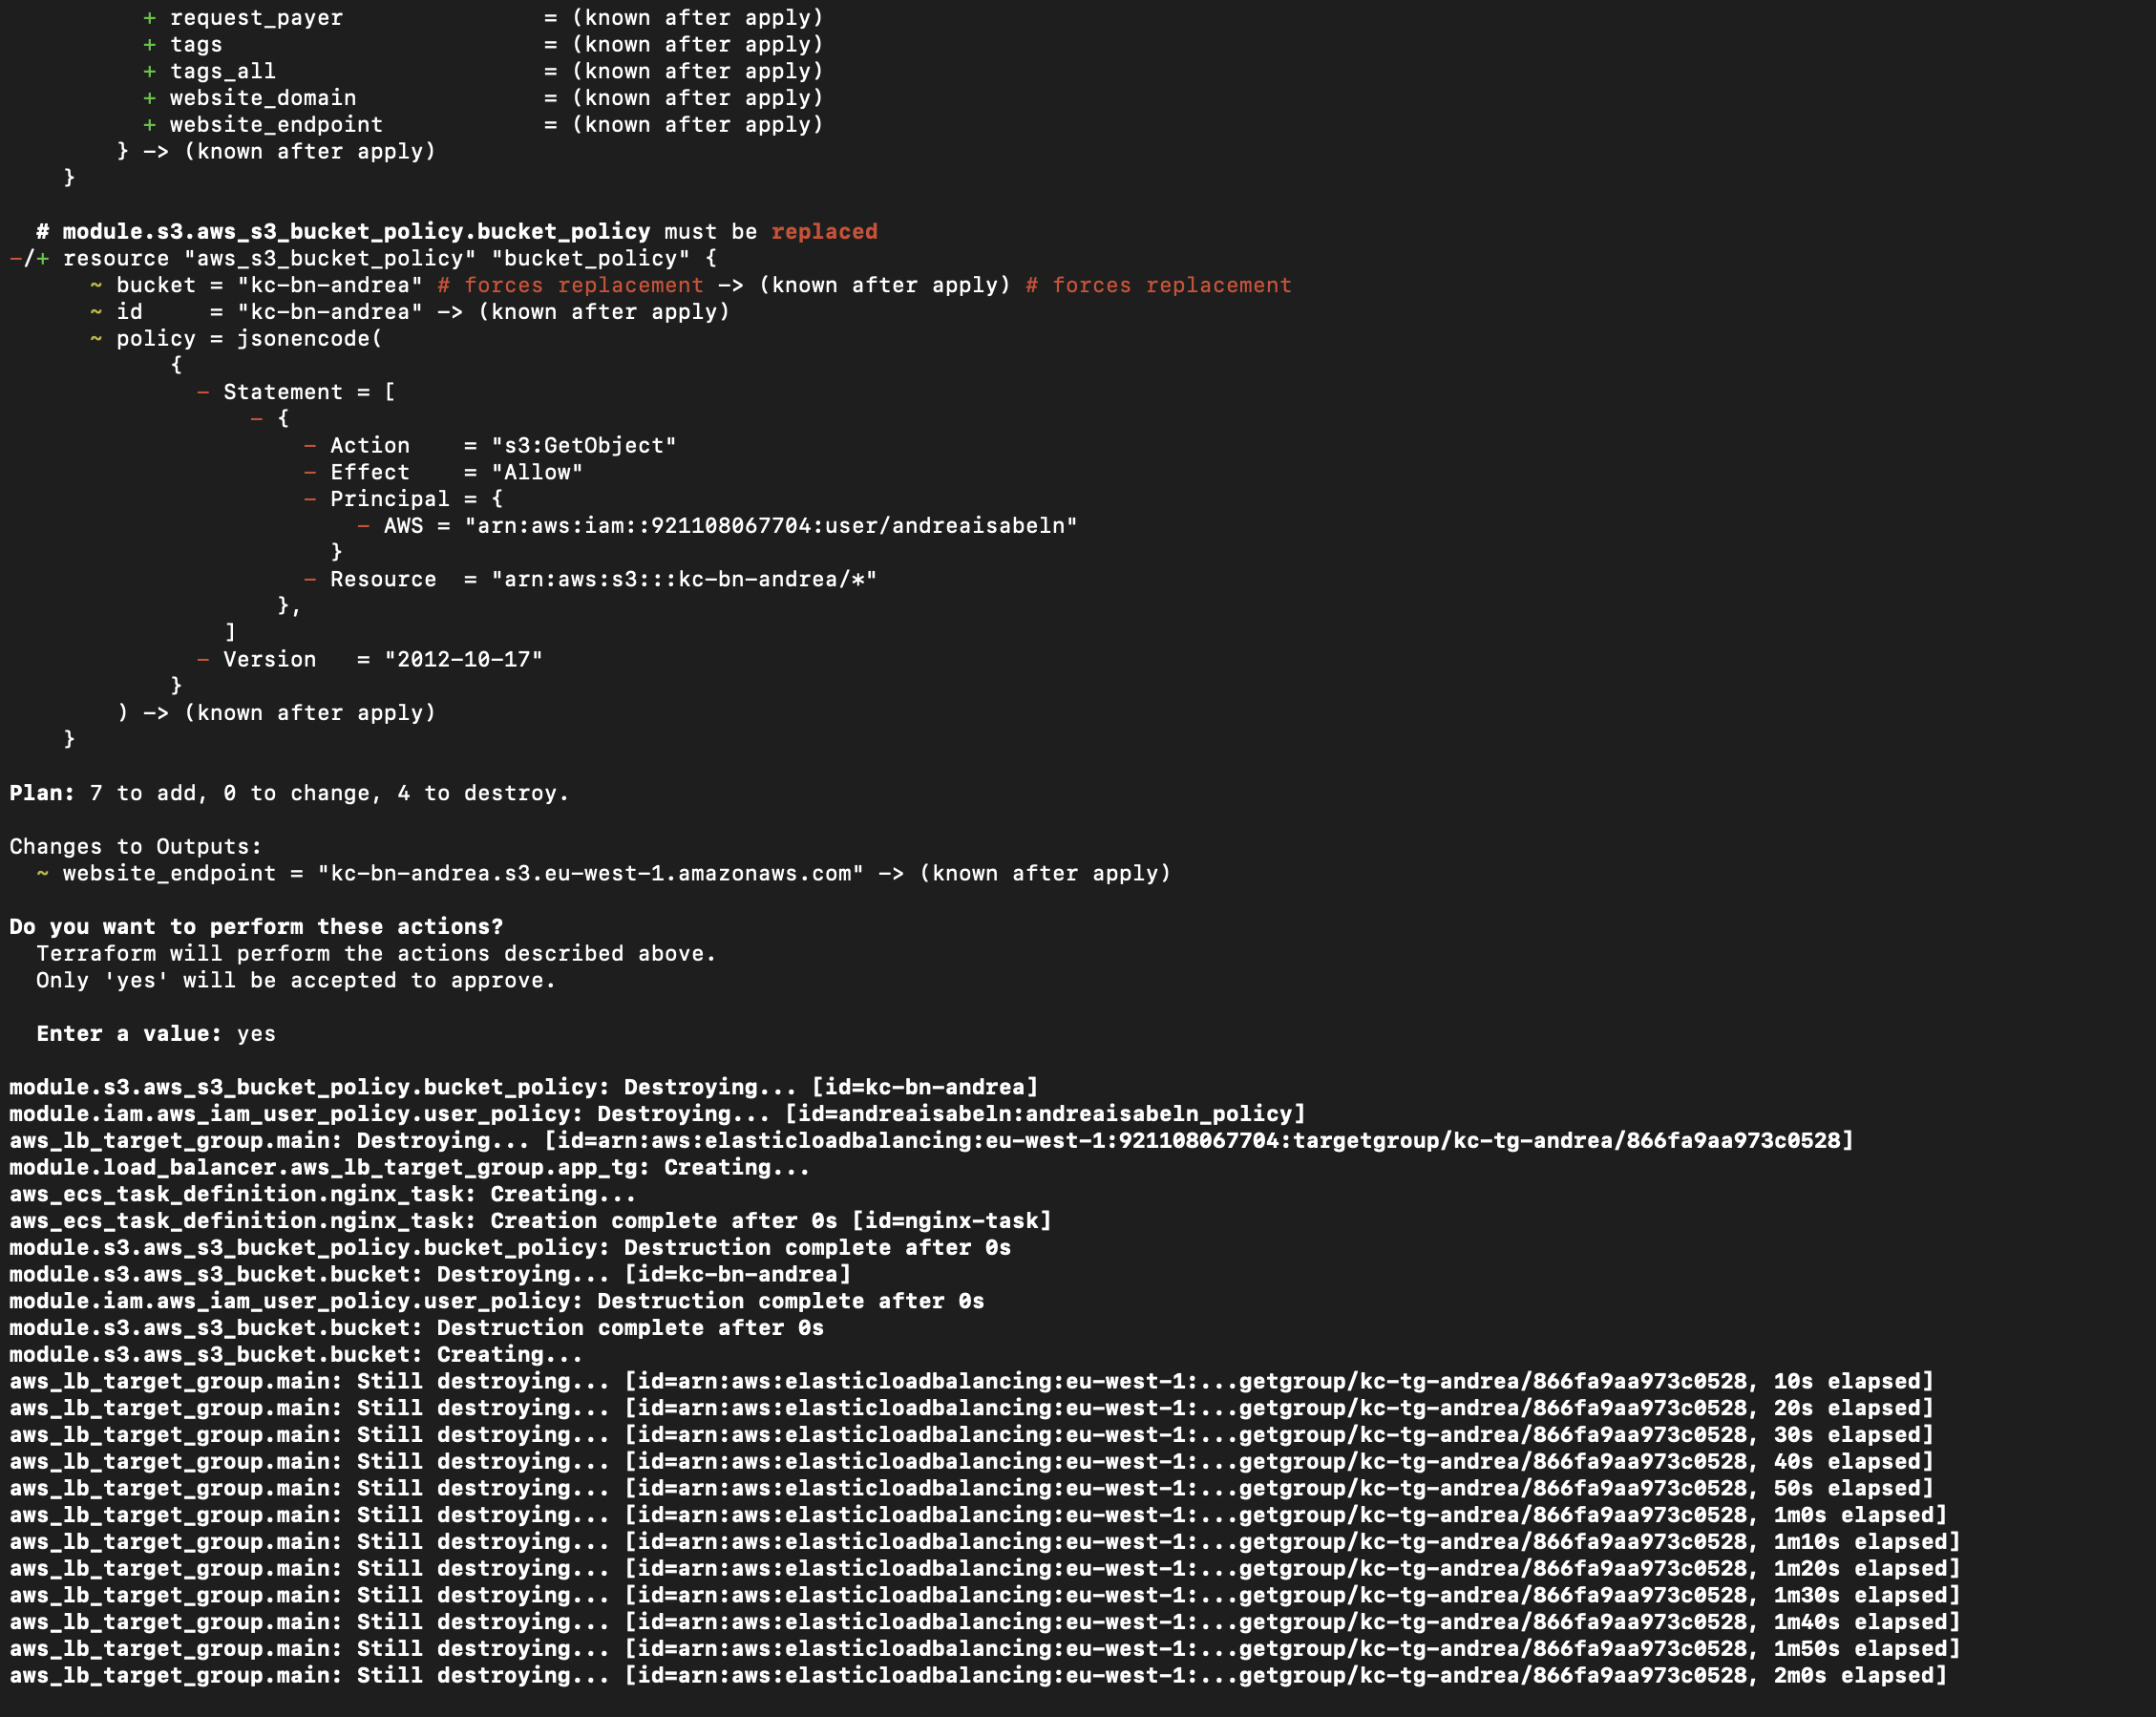 + request_payer = (known after apply)
+ tags = (known after apply)
+ tags_all = (known after apply)
+ website_domain = (known after apply)
+ website_endpoint = (known after apply)
} -> (known after apply)
}
# module.s3.aws_s3_bucket_policy.bucket_policy must be replaced
-/+ resource "aws_s3_bucket_policy" "bucket_policy" {
~ bucket = "kc-bn-andrea" # forces replacement -> (known after apply) # forces replacement
~ id = "kc-bn-andrea" -> (known after apply)
~ policy = jsonencode(
{
- Statement = [
- {
- Action = "s3:GetObject"
- Effect = "Allow"
- Principal = {
- AWS = "arn:aws:iam::921108067704:user/andreaisabeln"
}
- Resource = "arn:aws:s3:::kc-bn-andrea/*"
},
]
- Version = "2012-10-17"
}
) -> (known after apply)
}
Plan: 7 to add, 0 to change, 4 to destroy.
Changes to Outputs:
~ website_endpoint = "kc-bn-andrea.s3.eu-west-1.amazonaws.com" -> (known after apply)
Do you want to perform these actions?
Terraform will perform the actions described above.
Only 'yes' will be accepted to approve.
Enter a value: yes
module.s3.aws_s3_bucket_policy.bucket_policy: Destroying... [id=kc-bn-andrea]
module.iam.aws_iam_user_policy.user_policy: Destroying... [id=andreaisabeln:andreaisabeln_policy]
aws_lb_target_group.main: Destroying... [id=arn:aws:elasticloadbalancing:eu-west-1:921108067704:targetgroup/kc-tg-andrea/866fa9aa973c0528]
module.load_balancer.aws_lb_target_group.app_tg: Creating...
aws_ecs_task_definition.nginx_task: Creating...
aws_ecs_task_definition.nginx_task: Creation complete after 0s [id=nginx-task]
module.s3.aws_s3_bucket_policy.bucket_policy: Destruction complete after 0s
module.s3.aws_s3_bucket.bucket: Destroying... [id=kc-bn-andrea]
module.iam.aws_iam_user_policy.user_policy: Destruction complete after 0s
module.s3.aws_s3_bucket.bucket: Destruction complete after 0s
module.s3.aws_s3_bucket.bucket: Creating...
aws_lb_target_group.main: Still destroying... [id=arn:aws:elasticloadbalancing:eu-west-1:...getgroup/kc-tg-andrea/866fa9aa973c0528, 10s elapsed]
aws_lb_target_group.main: Still destroying... [id=arn:aws:elasticloadbalancing:eu-west-1:...getgroup/kc-tg-andrea/866fa9aa973c0528, 20s elapsed]
aws_lb_target_group.main: Still destroying... [id=arn:aws:elasticloadbalancing:eu-west-1:...getgroup/kc-tg-andrea/866fa9aa973c0528, 30s elapsed]
aws_lb_target_group.main: Still destroying... [id=arn:aws:elasticloadbalancing:eu-west-1:...getgroup/kc-tg-andrea/866fa9aa973c0528, 40s elapsed]
aws_lb_target_group.main: Still destroying... [id=arn:aws:elasticloadbalancing:eu-west-1:...getgroup/kc-tg-andrea/866fa9aa973c0528, 50s elapsed]
aws_lb_target_group.main: Still destroying... [id=arn:aws:elasticloadbalancing:eu-west-1:...getgroup/kc-tg-andrea/866fa9aa973c0528, 1m0s elapsed]
aws_lb_target_group.main: Still destroying... [id=arn:aws:elasticloadbalancing:eu-west-1:...getgroup/kc-tg-andrea/866fa9aa973c0528, 1m10s elapsed]
aws_lb_target_group.main: Still destroying... [id=arn:aws:elasticloadbalancing:eu-west-1:...getgroup/kc-tg-andrea/866fa9aa973c0528, 1m20s elapsed]
aws_lb_target_group.main: Still destroying... [id=arn:aws:elasticloadbalancing:eu-west-1:...getgroup/kc-tg-andrea/866fa9aa973c0528, 1m30s elapsed]
aws_lb_target_group.main: Still destroying... [id=arn:aws:elasticloadbalancing:eu-west-1:...getgroup/kc-tg-andrea/866fa9aa973c0528, 1m40s elapsed]
aws_lb_target_group.main: Still destroying... [id=arn:aws:elasticloadbalancing:eu-west-1:...getgroup/kc-tg-andrea/866fa9aa973c0528, 1m50s elapsed]
aws_lb_target_group.main: Still destroying... [id=arn:aws:elasticloadbalancing:eu-west-1:...getgroup/kc-tg-andrea/866fa9aa973c0528, 2m0s elapsed]